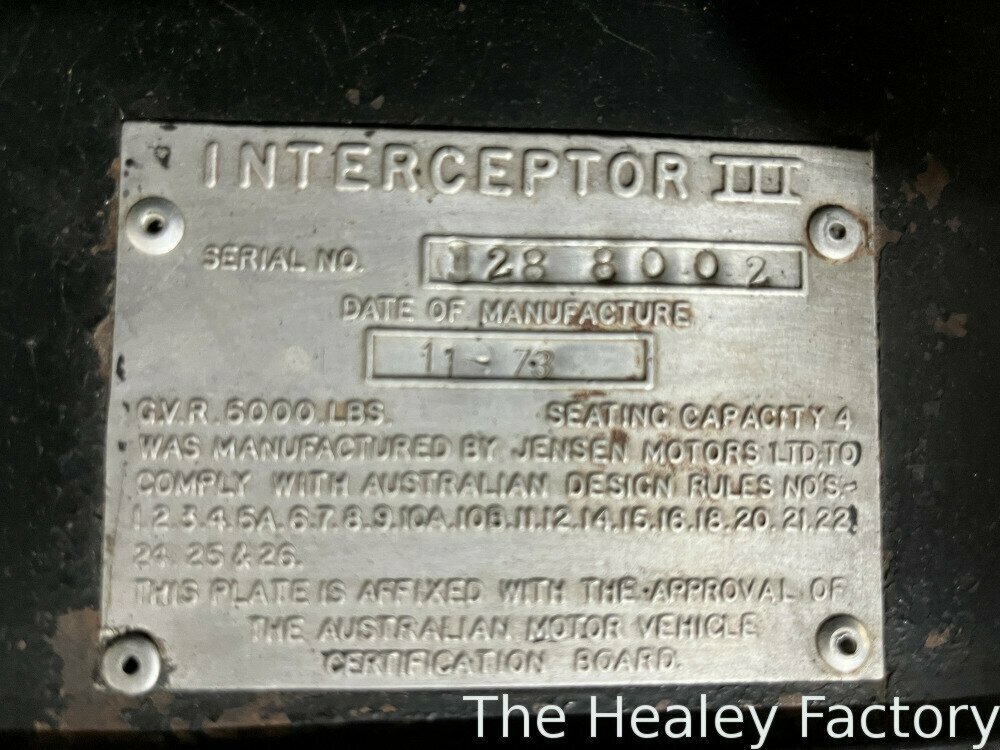 INTERCEPTOR III
SERIAL NO. 128 8002
DATE OF MANUFACTURE
11-73
G.V.R. 5000.LBS. SEATING CAPACITY 4
WAS MANUFACTURED BY JENSEN MOTORS LTD.TO
COMPLY WITH AUSTRALIAN DESIGN RULES NO'S:-
1.2.3.4.5A.6.7.8.9.10A.10B.11.12.14.15.16.18.20.21.22.
24.25 & 26.
THIS PLATE IS AFFIXED WITH THE APPROVAL OF
THE AUSTRALIAN MOTOR VEHICLE
CERTIFICATION BOARD.
The Healey Factory